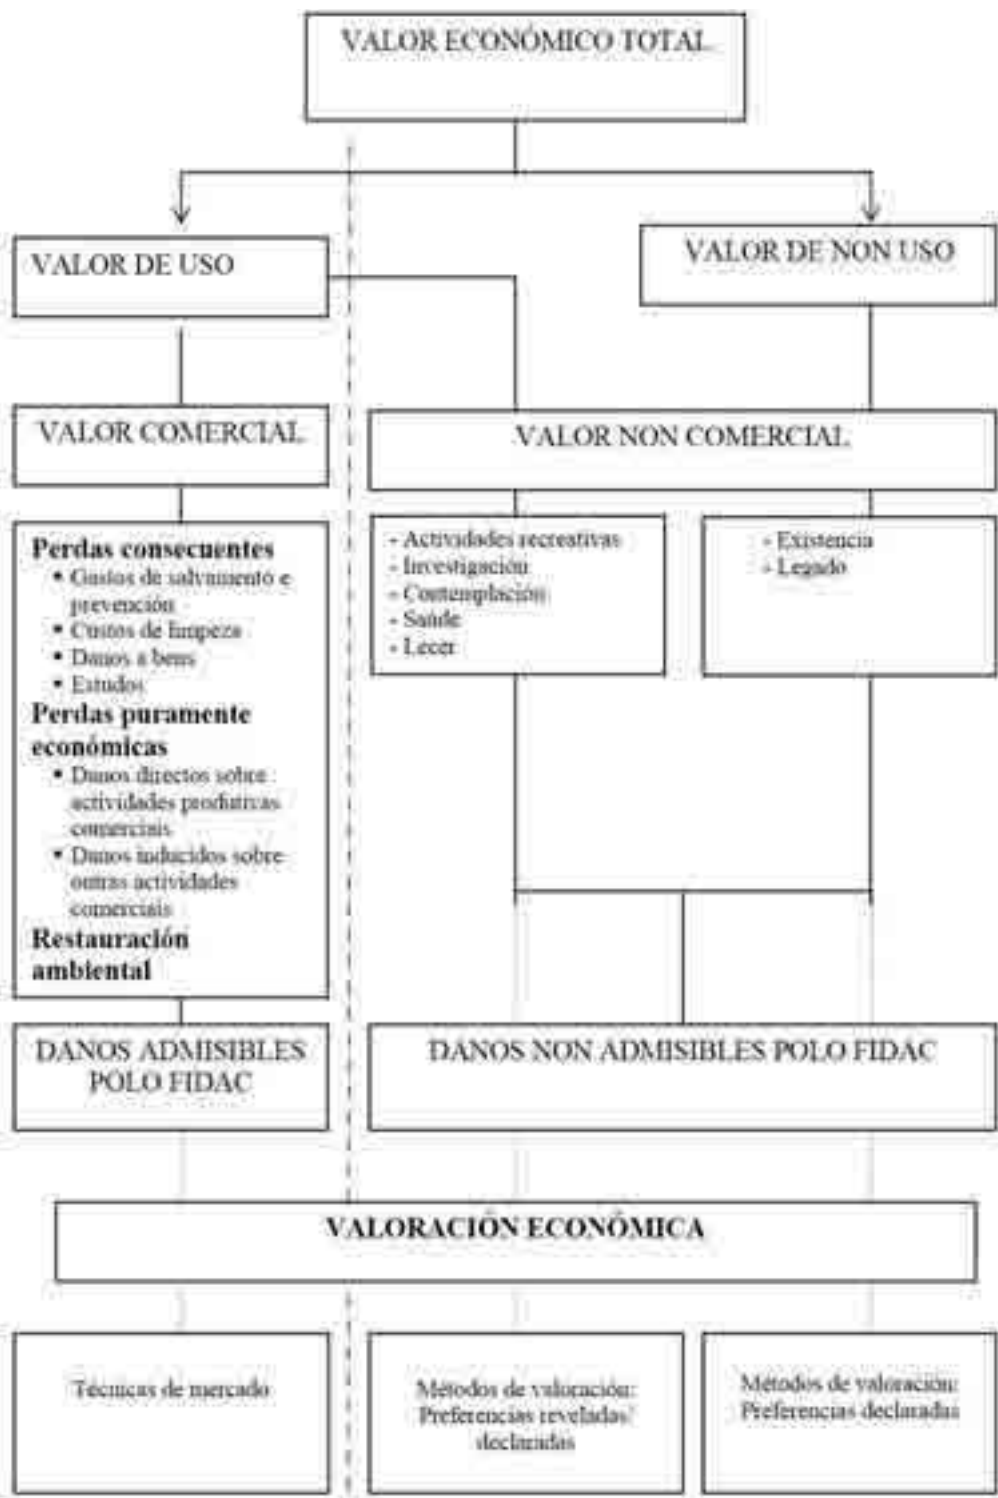 VALOR ECONÓMICO TOTAL
VALOR DE USO
VALOR DE NON USO
VALOR COMERCIAL
VALOR NON COMERCIAL
Perdas consecuentes
▪ Gastos de salvamento e
prevención
▪ Custos de limpeza
▪ Danos a bens
▪ Estudos
Perdas puramente
económicas
▪ Danos directos sobre
actividades produtivas
comerciais
▪ Danos inducidos sobre
outras actividades
comerciais
Restauración
ambiental
- Actividades recreativas
- Investigación
- Contemplación
- Saúde
- Lecer
- Existencia
- Legado
DANOS ADMISIBLES
POLO FIDAC
DANOS NON ADMISIBLES POLO FIDAC
VALORACIÓN ECONÓMICA
Técnicas de mercado
Métodos de valoración:
Preferencias reveladas/
declaradas
Métodos de valoración:
Preferencias declaradas